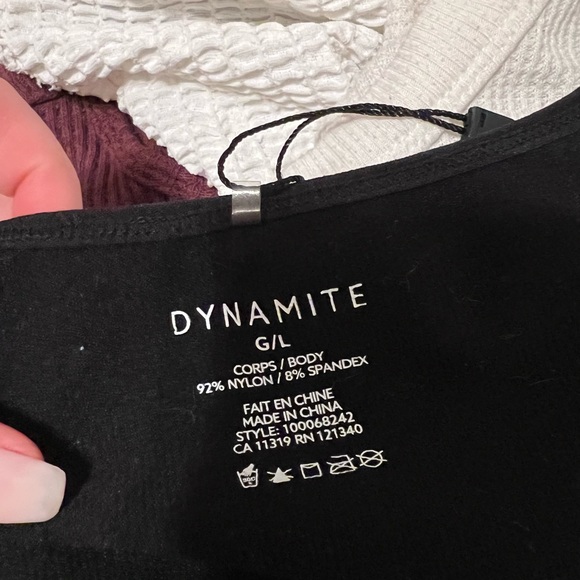 DYNAMITE
G/L
CORPS / BODY
92% NYLON / 8% SPANDEX
FAIT EN CHINE
MADE IN CHINA
STYLE: 100068242
CA 11319 RN 121340